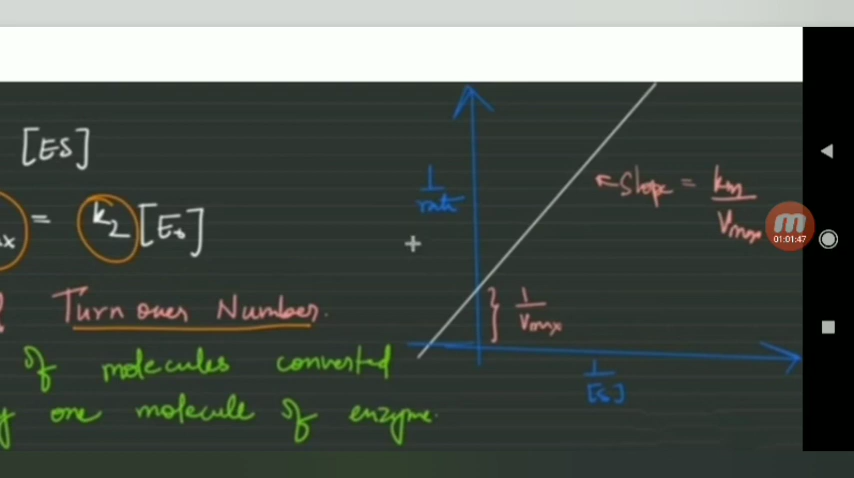 [ES]
= k2 [Eo]
Turn over Number.
of molecules converted
one molecule of enzyme.
1
rate
slope = km
Vmax
1
Vmax
1
[s]
01:01:47